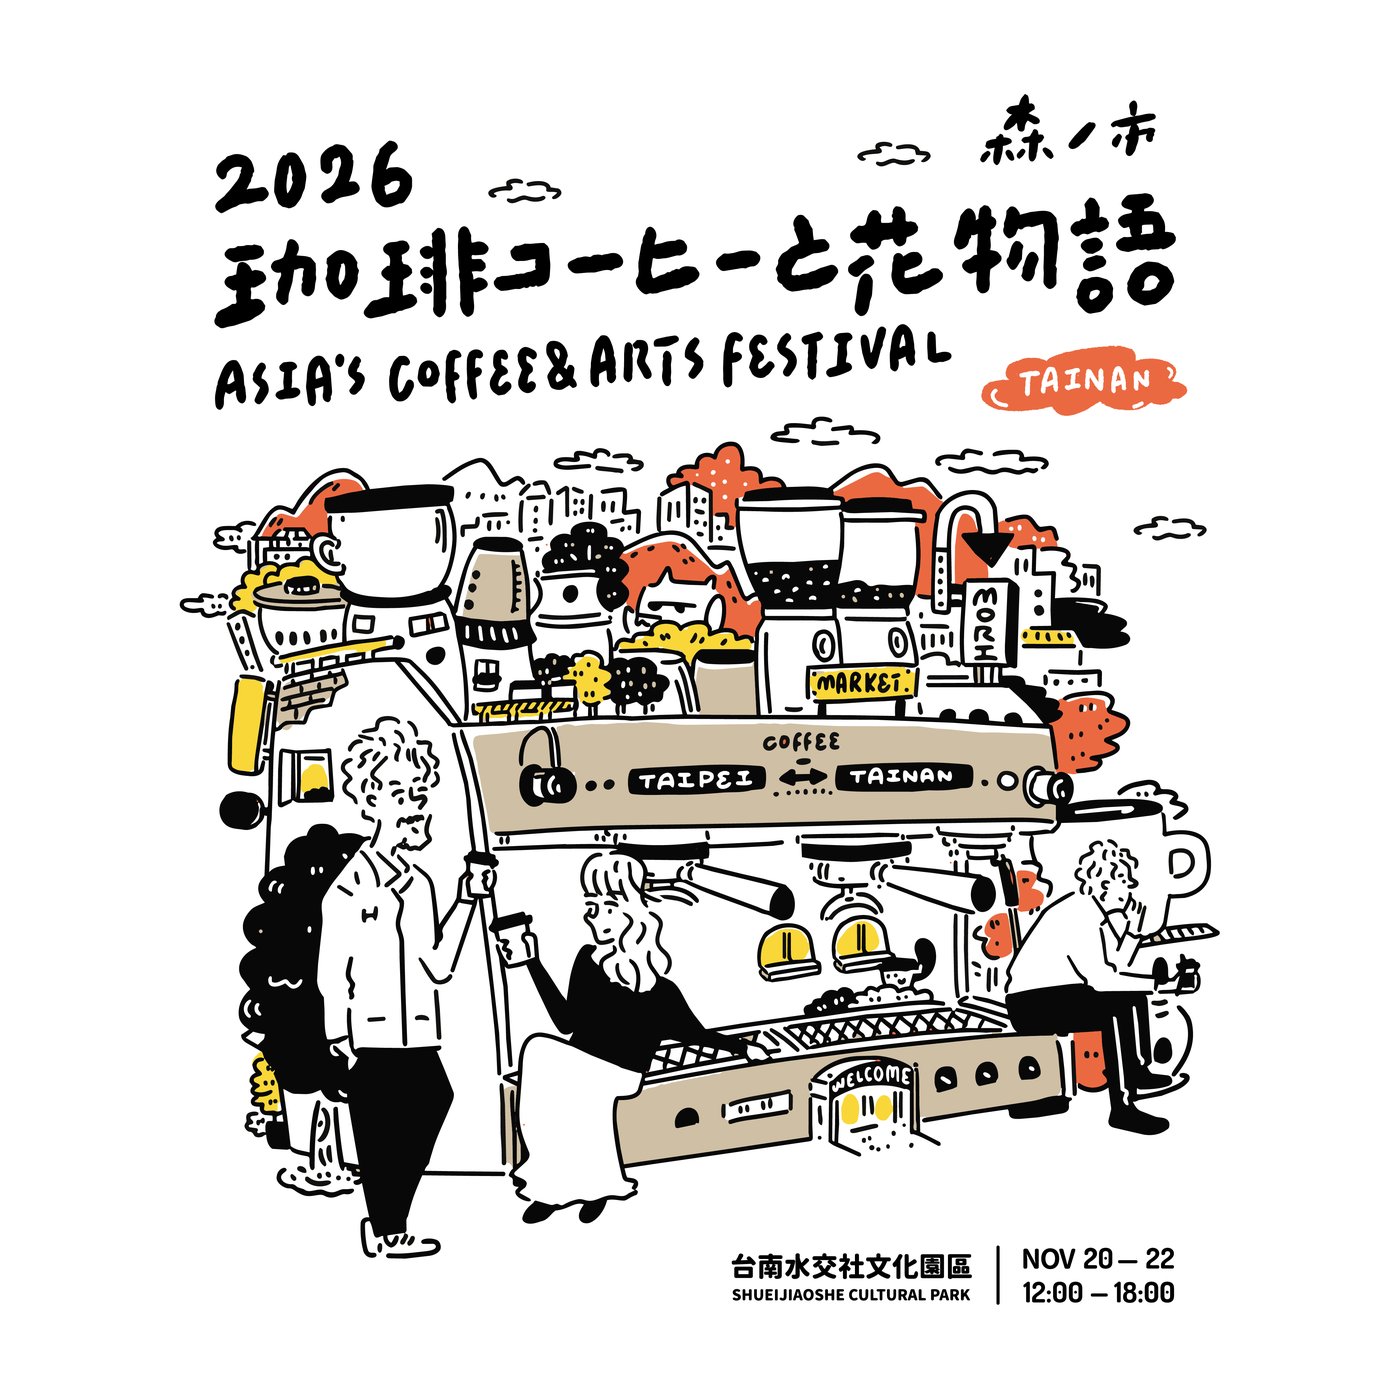 森ノ市
2026
珈琲コーヒーと花物語
ASIA'S COFFEE & ARTS FESTIVAL
TAINAN
MORI
MARKET
COFFEE
TAIPEI ↔ TAINAN
WELCOME
台南水交社文化園區
SHUEIJIAOSHE CULTURAL PARK
NOV 20 — 22
12:00 — 18:00